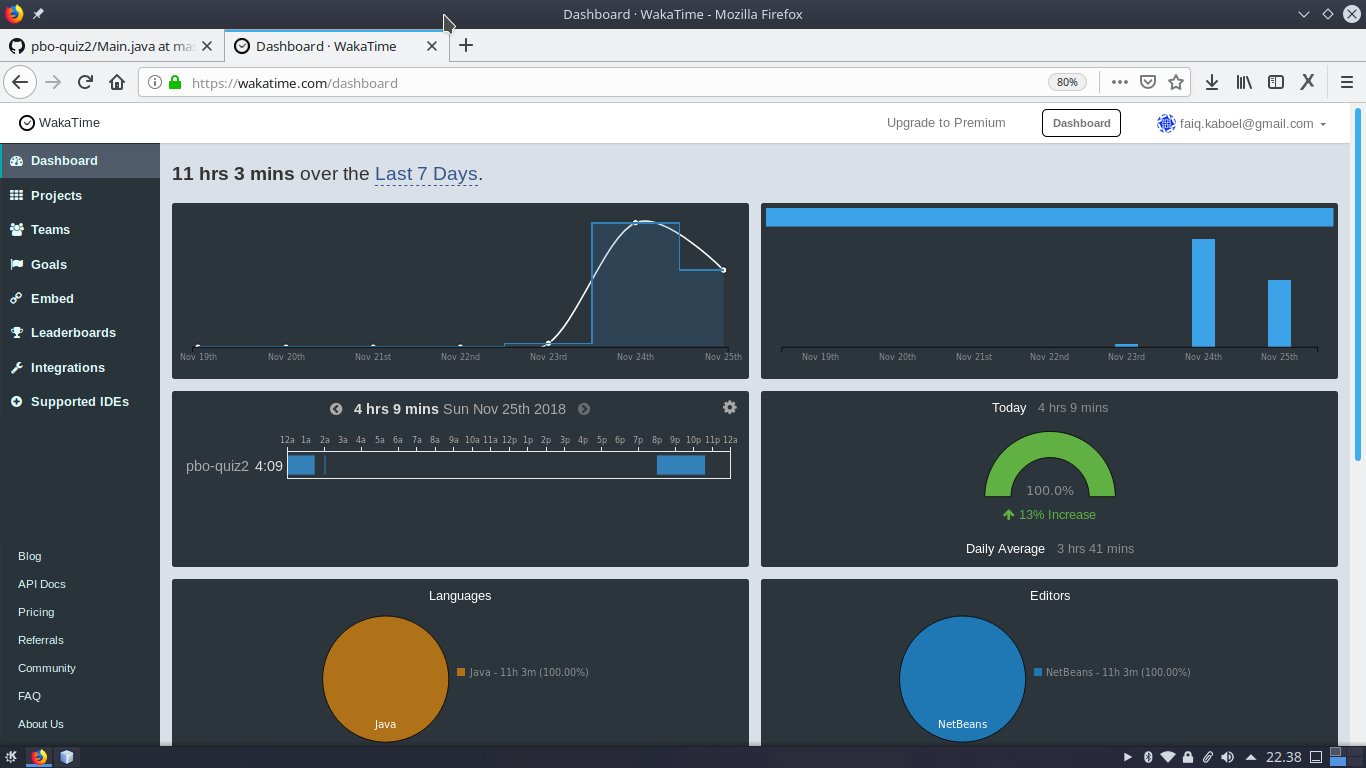 Dashboard · WakaTime - Mozilla Firefox
pbo-quiz2/Main.java at mas
Dashboard · WakaTime
https://wakatime.com/dashboard
80%
WakaTime
Upgrade to Premium
Dashboard
faiq.kaboel@gmail.com
Dashboard
Projects
Teams
Goals
Embed
Leaderboards
Integrations
Supported IDEs
Blog
API Docs
Pricing
Referrals
Community
FAQ
About Us
11 hrs 3 mins over the Last 7 Days.
Nov 19th Nov 20th Nov 21st Nov 22nd Nov 23rd Nov 24th Nov 25th
Nov 19th Nov 20th Nov 21st Nov 22nd Nov 23rd Nov 24th Nov 25th
4 hrs 9 mins Sun Nov 25th 2018
12a 1a 2a 3a 4a 5a 6a 7a 8a 9a 10a 11a 12p 1p 2p 3p 4p 5p 6p 7p 8p 9p 10p 11p 12a
pbo-quiz2 4:09
Today 4 hrs 9 mins
100.0%
13% Increase
Daily Average 3 hrs 41 mins
Languages
Java - 11h 3m (100.00%)
Java
Editors
NetBeans - 11h 3m (100.00%)
NetBeans
22.38